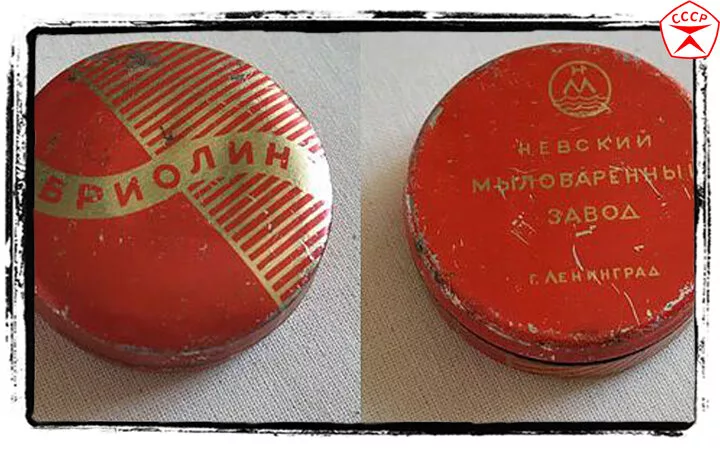 СССР
БРИОЛИН
НЕВСКИЙ
МЫЛОВАРЕННЫЙ
ЗАВОД
г. ЛЕНИНГРАД